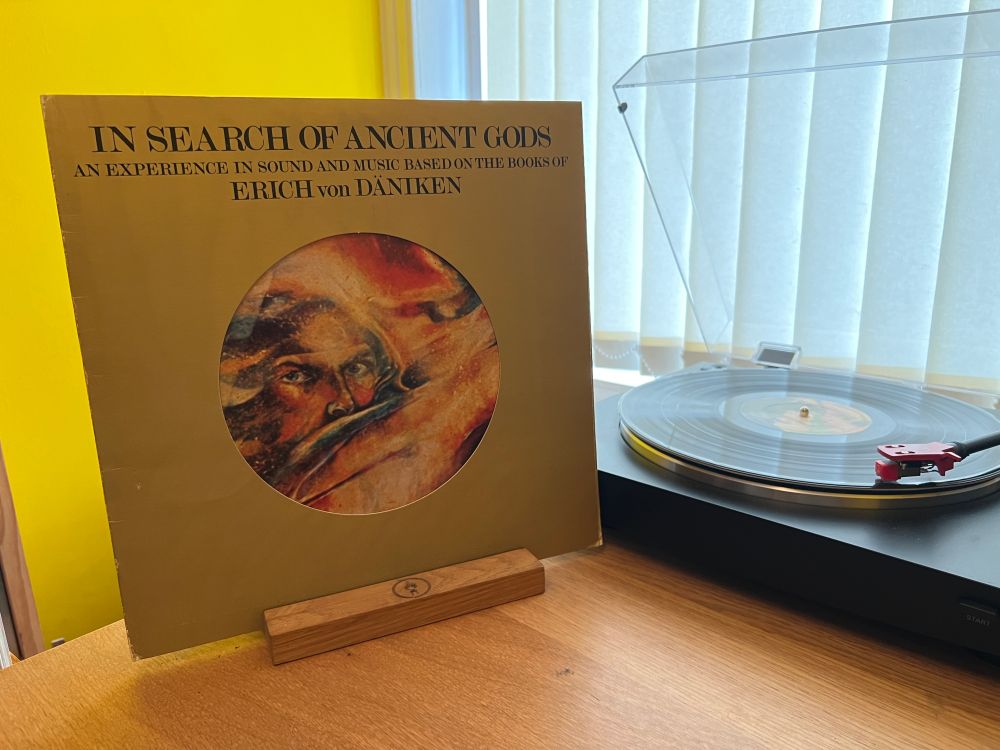 IN SEARCH OF ANCIENT GODS
AN EXPERIENCE IN SOUND AND MUSIC BASED ON THE BOOKS OF
ERICH von DÄNIKEN
START